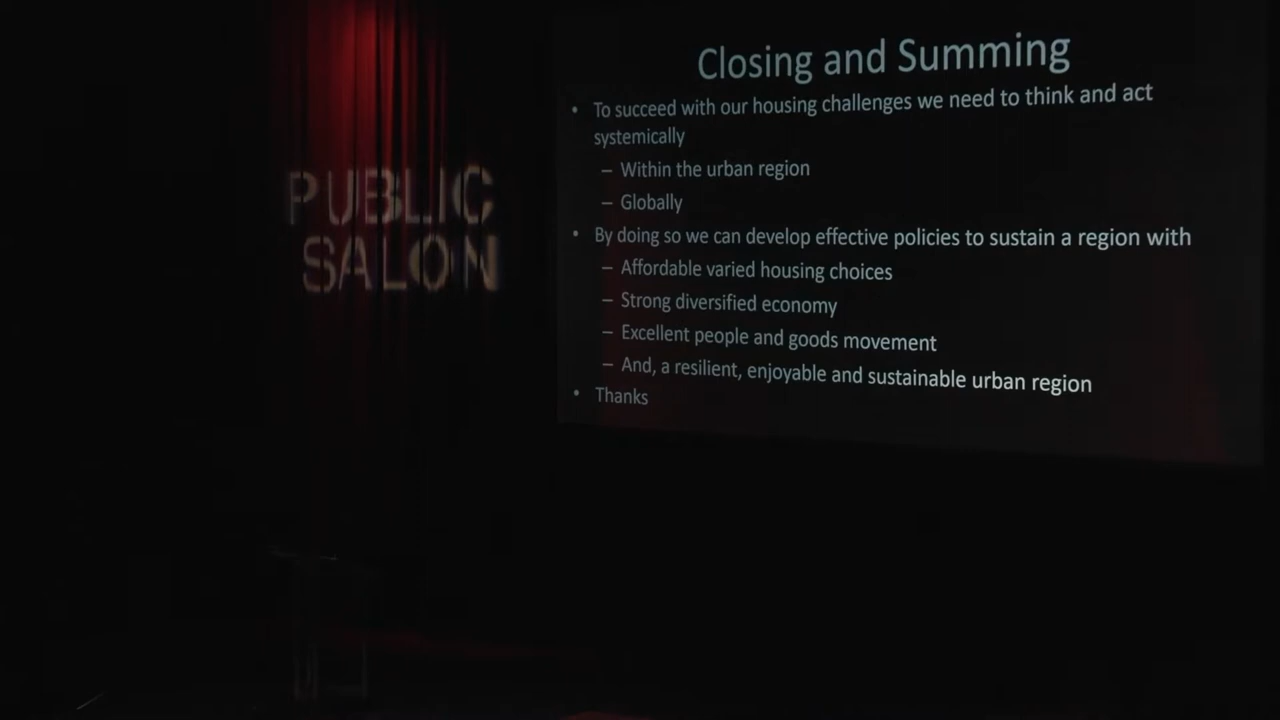 PUBLIC
SALON
Closing and Summing
• To succeed with our housing challenges we need to think and act
systemically
– Within the urban region
– Globally
• By doing so we can develop effective policies to sustain a region with
– Affordable varied housing choices
– Strong diversified economy
– Excellent people and goods movement
– And, a resilient, enjoyable and sustainable urban region
• Thanks